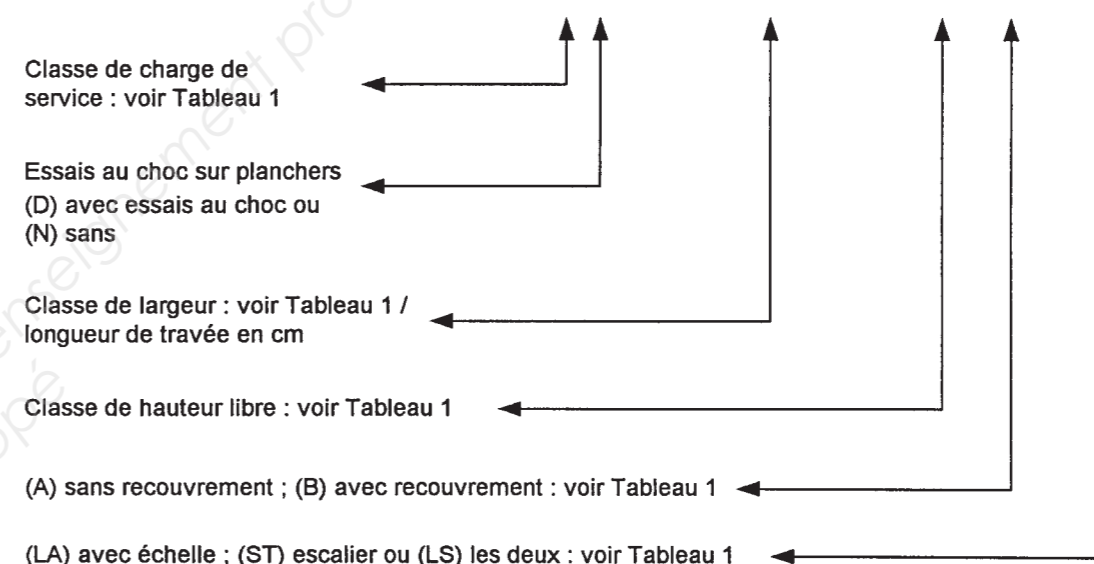 Classe de charge de
service : voir Tableau 1
Essais au choc sur planchers
(D) avec essais au choc ou
(N) sans
Classe de largeur : voir Tableau 1 /
longueur de travée en cm
Classe de hauteur libre : voir Tableau 1
(A) sans recouvrement ; (B) avec recouvrement : voir Tableau 1
(LA) avec échelle ; (ST) escalier ou (LS) les deux : voir Tableau 1